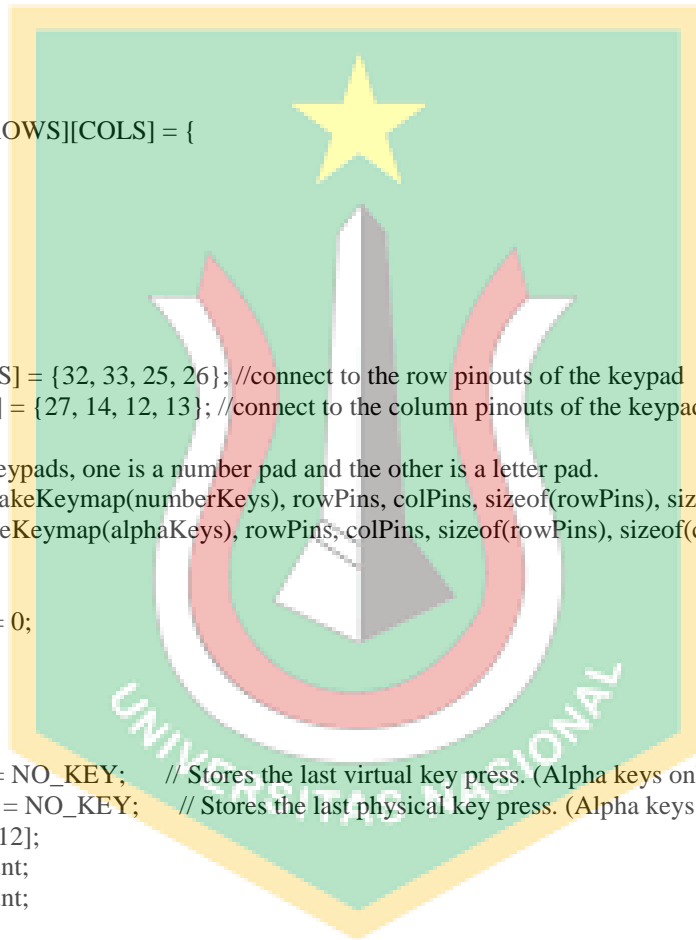 OWS][COLS] = {
S] = {32, 33, 25, 26}; //connect to the row pinouts of the keypad
] = {27, 14, 12, 13}; //connect to the column pinouts of the keypad
eypads, one is a number pad and the other is a letter pad.
akeKeymap(numberKeys), rowPins, colPins, sizeof(rowPins), siz
eKeymap(alphaKeys), rowPins, colPins, sizeof(rowPins), sizeof(c
= 0;
= NO_KEY; // Stores the last virtual key press. (Alpha keys on
= NO_KEY; // Stores the last physical key press. (Alpha keys
12];
nt;
nt;
UNIVERSITAS NASIONAL